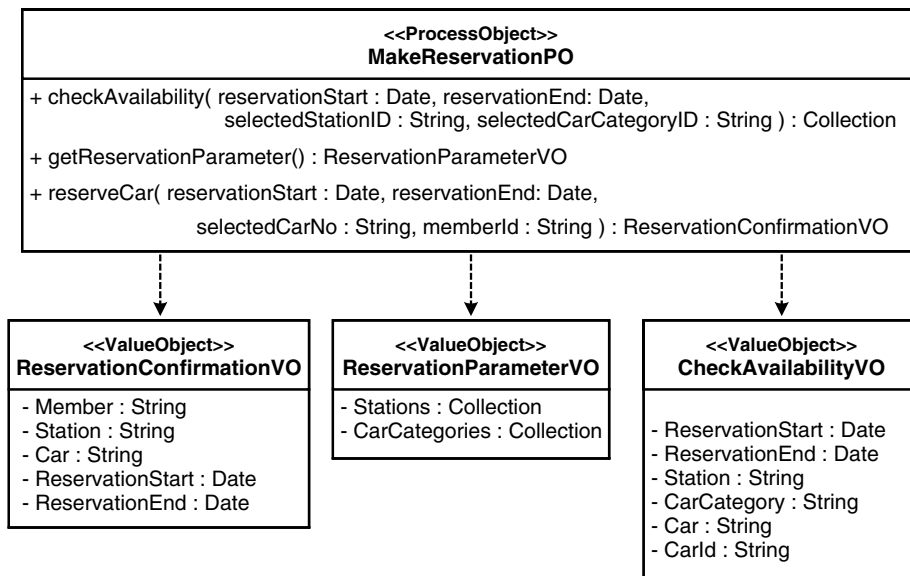 <<ProcessObject>>
MakeReservationPO
+ checkAvailability( reservationStart : Date, reservationEnd: Date,
selectedStationID : String, selectedCarCategoryID : String ) : Collection
+ getReservationParameter() : ReservationParameterVO
+ reserveCar( reservationStart : Date, reservationEnd: Date,
selectedCarNo : String, memberId : String ) : ReservationConfirmationVO
<<ValueObject>>
ReservationConfirmationVO
- Member : String
- Station : String
- Car : String
- ReservationStart : Date
- ReservationEnd : Date
<<ValueObject>>
ReservationParameterVO
- Stations : Collection
- CarCategories : Collection
<<ValueObject>>
CheckAvailabilityVO
- ReservationStart : Date
- ReservationEnd : Date
- Station : String
- CarCategory : String
- Car : String
- CarId : String